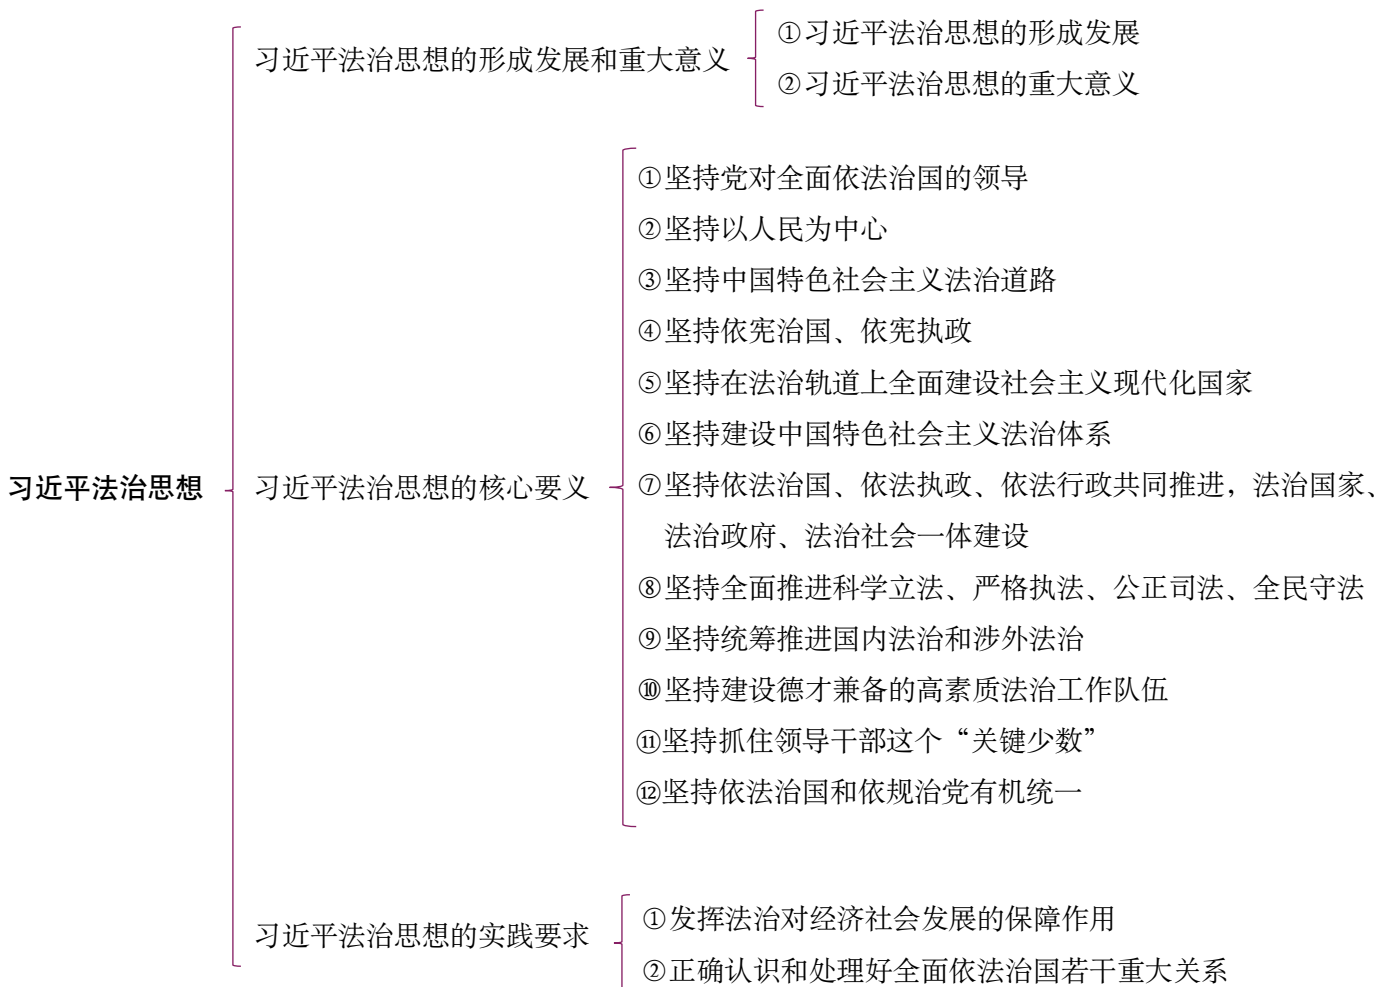 习近平法治思想
习近平法治思想的形成发展和重大意义
①习近平法治思想的形成发展
②习近平法治思想的重大意义
习近平法治思想的核心要义
①坚持党对全面依法治国的领导
②坚持以人民为中心
③坚持中国特色社会主义法治道路
④坚持依宪治国、依宪执政
⑤坚持在法治轨道上全面建设社会主义现代化国家
⑥坚持建设中国特色社会主义法治体系
⑦坚持依法治国、依法执政、依法行政共同推进，法治国家、
法治政府、法治社会一体建设
⑧坚持全面推进科学立法、严格执法、公正司法、全民守法
⑨坚持统筹推进国内法治和涉外法治
⑩坚持建设德才兼备的高素质法治工作队伍
⑪坚持抓住领导干部这个“关键少数”
⑫坚持依法治国和依规治党有机统一
习近平法治思想的实践要求
①发挥法治对经济社会发展的保障作用
②正确认识和处理好全面依法治国若干重大关系